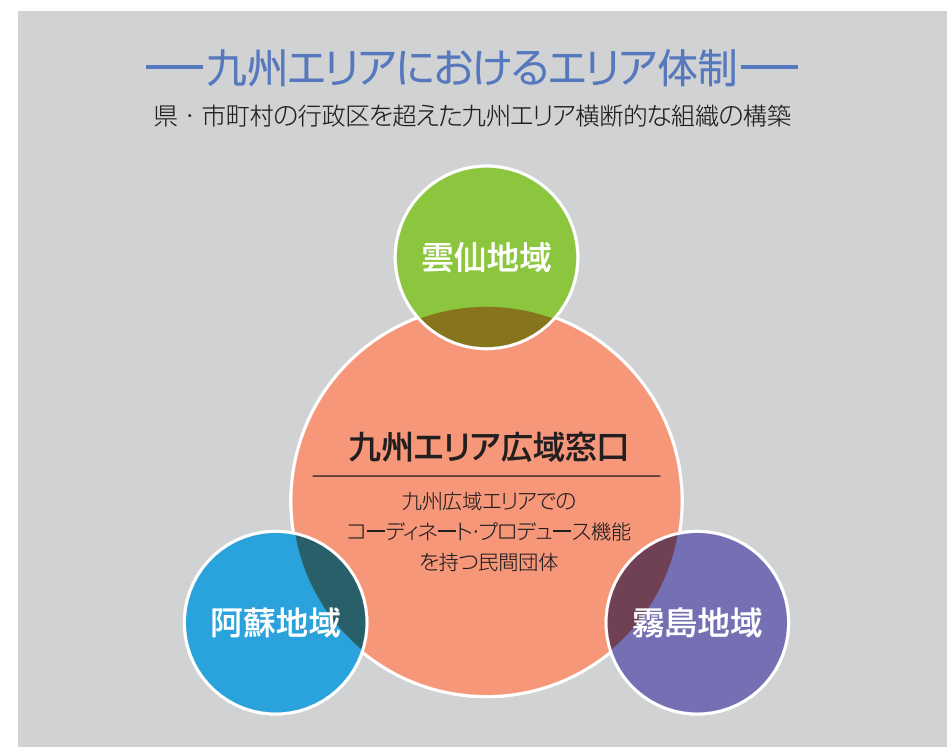 九州エリアにおけるエリア体制
県・市町村の行政区を超えた九州エリア横断的な組織の構築
雲仙地域
九州エリア広域窓口
九州広域エリアでの
コーディネート・プロデュース機能
を持つ民間団体
阿蘇地域
霧島地域